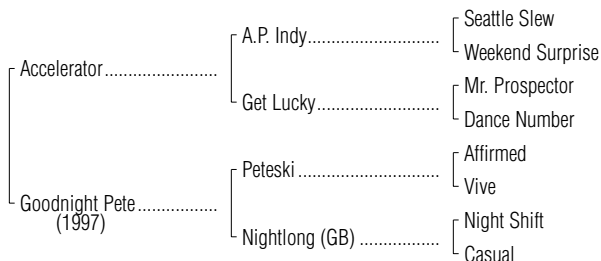 Seattle Slew
A.P. Indy
Weekend Surprise
Accelerator
Mr. Prospector
Get Lucky
Dance Number
Affirmed
Peteski
Vive
Goodnight Pete
(1997)
Night Shift
Nightlong (GB)
Casual